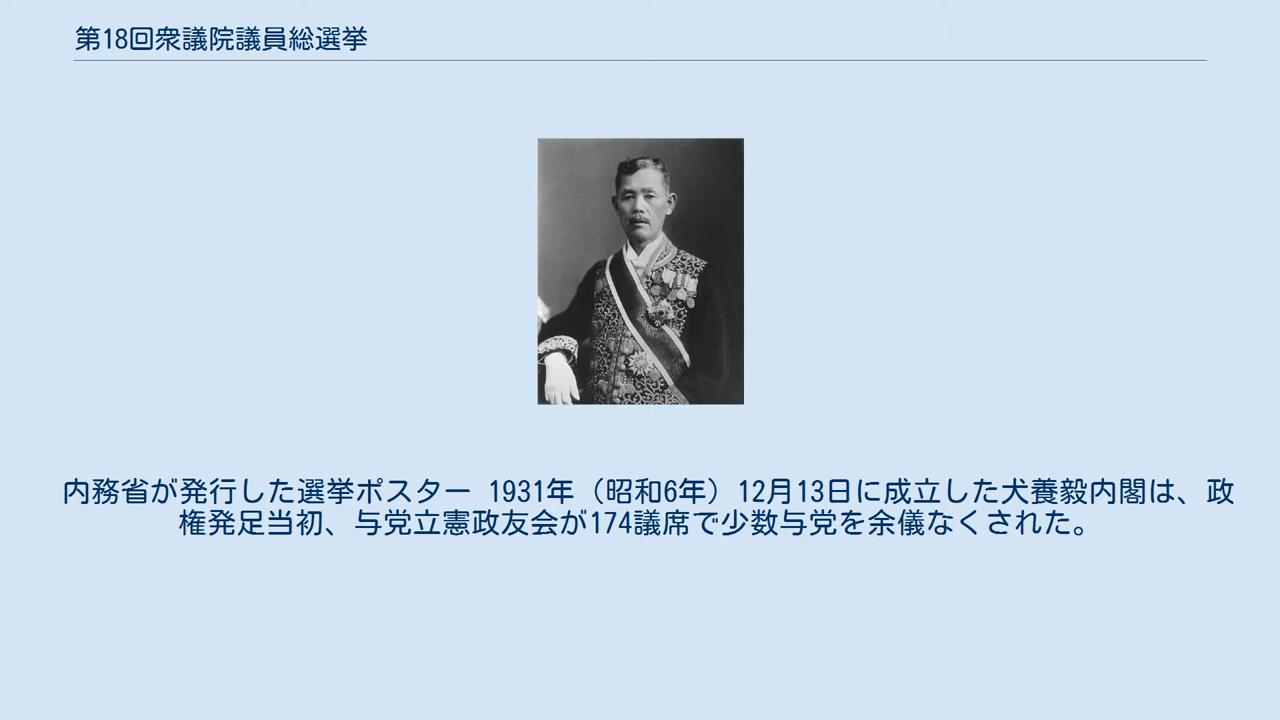 第18回衆議院議員総選挙
内務省が発行した選挙ポスター 1931年（昭和6年）12月13日に成立した犬養毅内閣は、政
権発足当初、与党立憲政友会が174議席で少数与党を余儀なくされた。